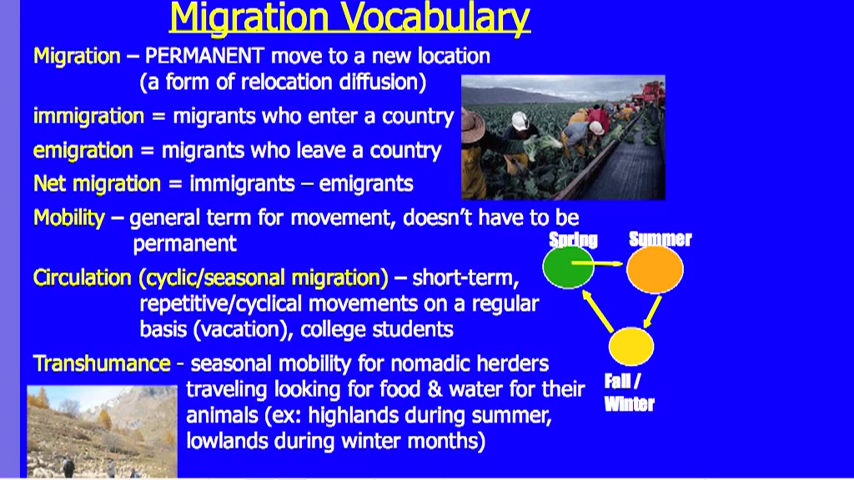 Migration Vocabulary
Migration – PERMANENT move to a new location
(a form of relocation diffusion)
immigration = migrants who enter a country
emigration = migrants who leave a country
Net migration = immigrants – emigrants
Mobility – general term for movement, doesn't have to be
permanent
Circulation (cyclic/seasonal migration) – short-term,
repetitive/cyclical movements on a regular
basis (vacation), college students
Transhumance - seasonal mobility for nomadic herders
traveling looking for food & water for their
animals (ex: highlands during summer,
lowlands during winter months)
Spring
Summer
Fall /
Winter